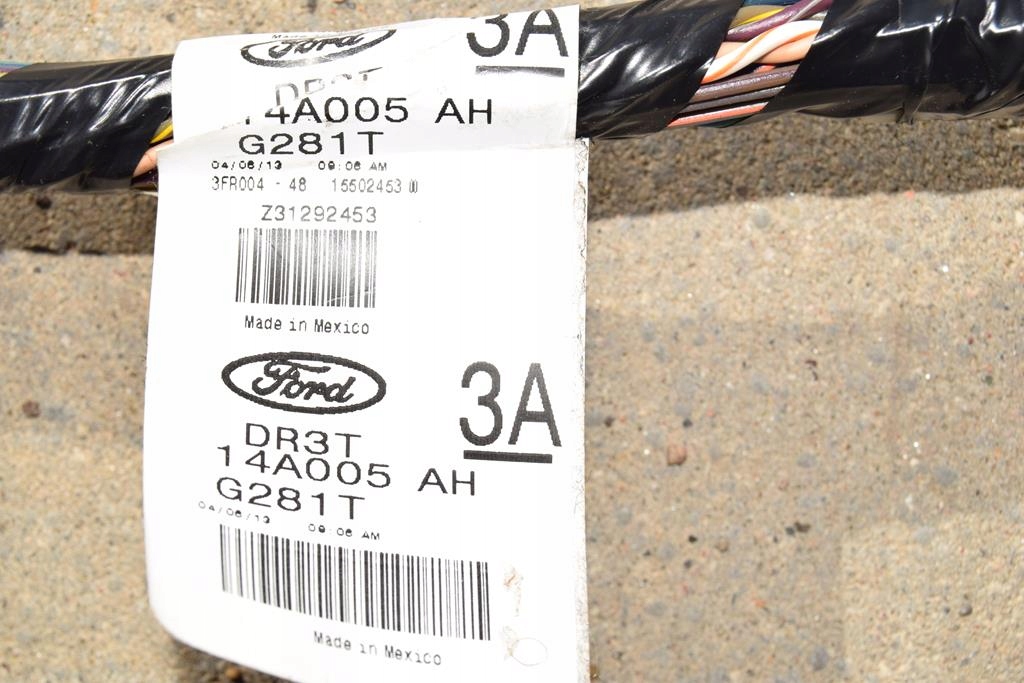 Ford
3A
14A005 AH
G281T
04/06/13 09:06 AM
3FR004 - 48 15502453 00
Z31292453
Made in Mexico
Ford
3A
DR3T
14A005 AH
G281T
04/06/13 09:06 AM
Made in Mexico